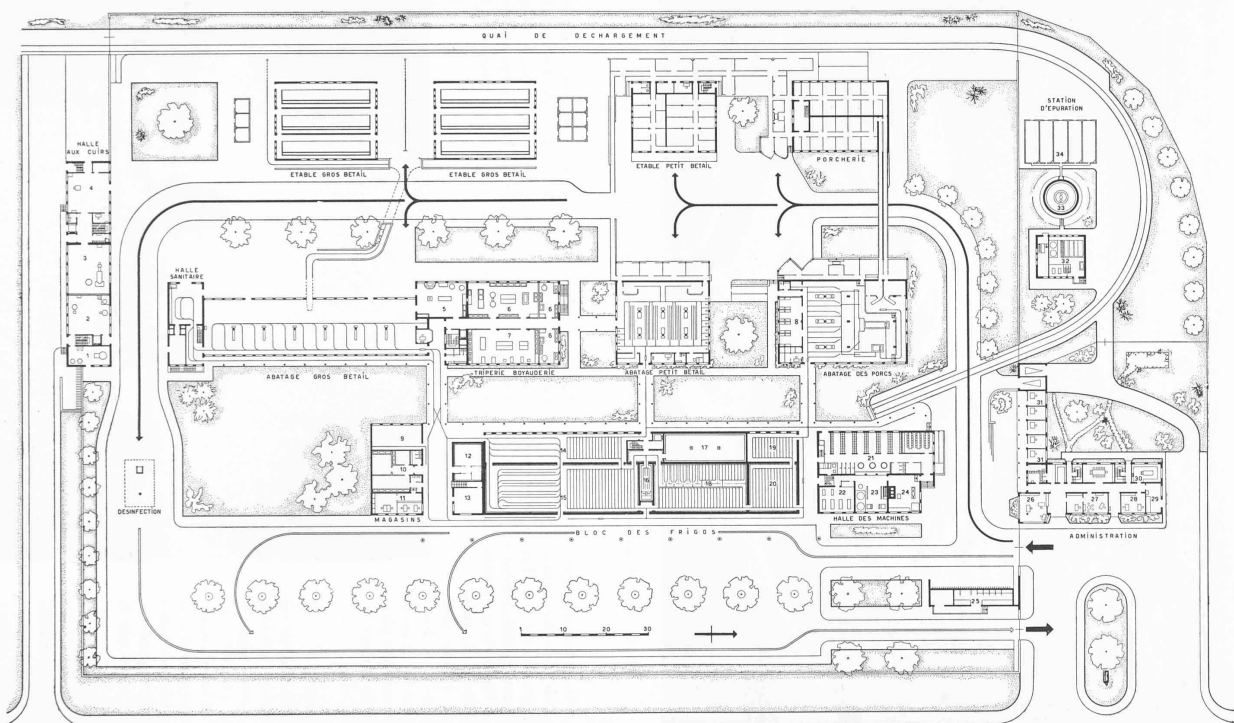 QUAI DE DECHARGEMENT
STATION
D'EPURATION
HALLE
AUX CUIRS
34
4
ETABLE GROS BETAIL
ETABLE GROS BETAIL
ETABLE PETIT BETAIL
PORCHERIE
33
32
3
HALLE
SANITAIRE
5
6
6
8
2
7
6
1
ABATAGE GROS BETAIL
TRIPERIE BOYAUDERIE
ABATAGE PETIT BETAIL
ABATAGE DES PORCS
31
9
12
14
17
19
21
31
10
16
18
20
30
11
13
15
22
23
24
26
27
28
29
DESINFECTION
MAGASINS
HALLE DES MACHINES
ADMINISTRATION
BLOC DES FRIGOS
25
1 10 20 30